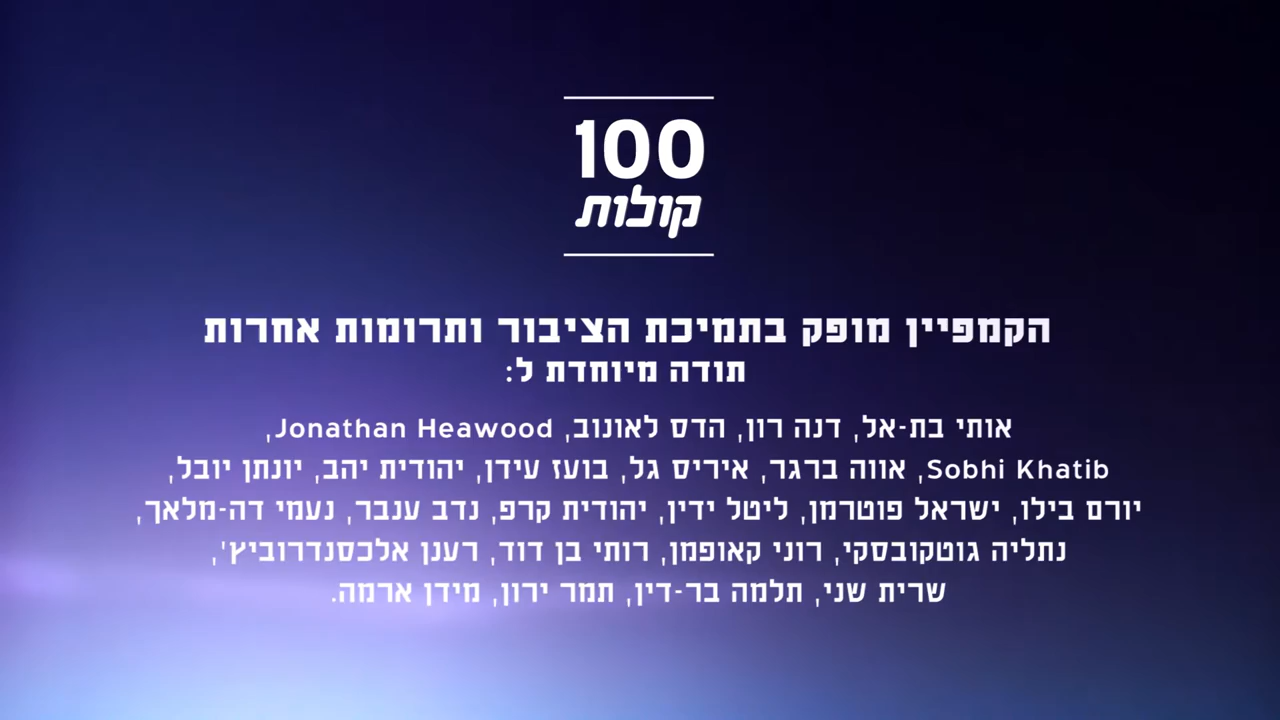 100
קולות
הקמפיין מופק בתמיכת הציבור ותרומות אחרות
תודה מיוחדת ל:
אותי בת-אל, דנה רון, הדס לאונוב, Jonathan Heawood,
Sobhi Khatib, אווה ברגר, איריס גל, בועז עידן, יהודית יהב, יונתן יובל,
יורם בילו, ישראל פוטרמן, ליטל ידין, יהודית קרפ, נדב ענבר, נעמי דה-מלאך,
נתליה גוטקובסקי, רוני קאופמן, רותי בן דוד, רענן אלכסנדרוביץ',
שרית שני, תלמה בר-דין, תמר ירון, מידן ארמה.